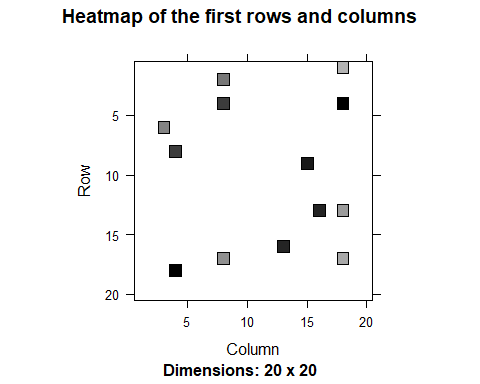 Heatmap of the first rows and columns
5
10
15
20
Row
5 10 15 20
Column
Dimensions: 20 x 20